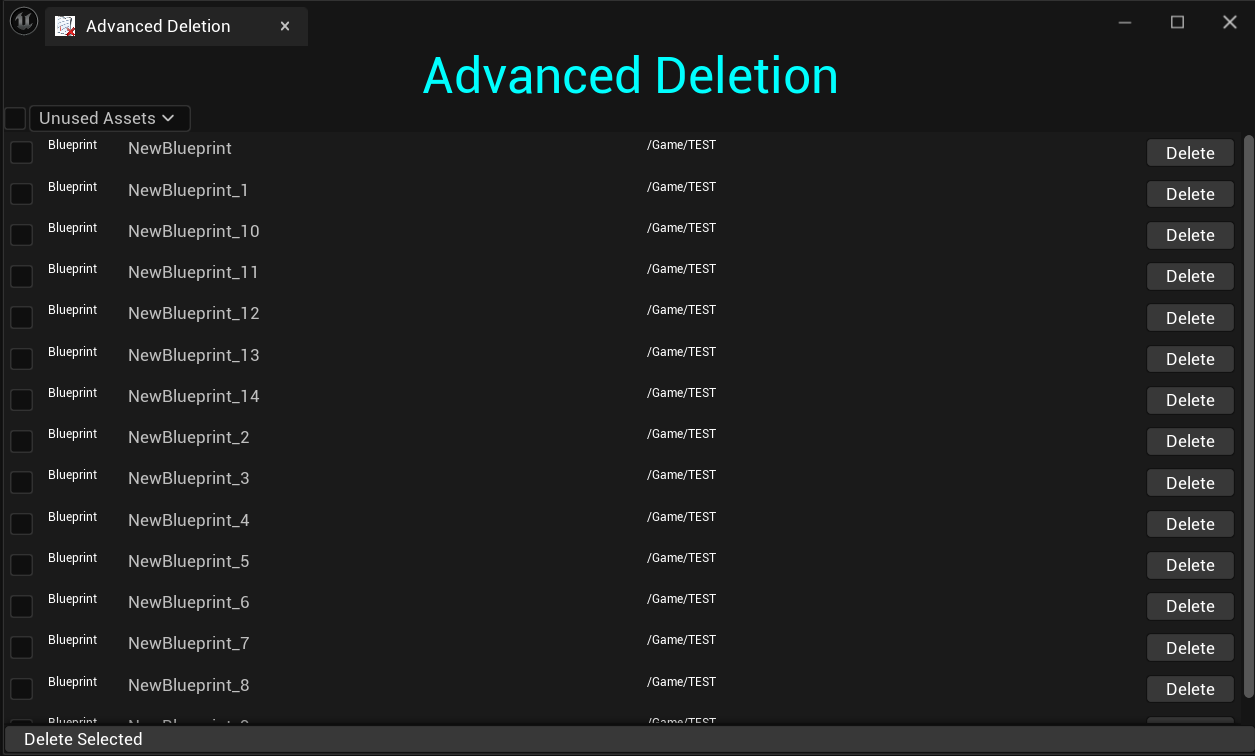 Advanced Deletion
Advanced Deletion
Unused Assets
Blueprint NewBlueprint /Game/TEST Delete
Blueprint NewBlueprint_1 /Game/TEST Delete
Blueprint NewBlueprint_10 /Game/TEST Delete
Blueprint NewBlueprint_11 /Game/TEST Delete
Blueprint NewBlueprint_12 /Game/TEST Delete
Blueprint NewBlueprint_13 /Game/TEST Delete
Blueprint NewBlueprint_14 /Game/TEST Delete
Blueprint NewBlueprint_2 /Game/TEST Delete
Blueprint NewBlueprint_3 /Game/TEST Delete
Blueprint NewBlueprint_4 /Game/TEST Delete
Blueprint NewBlueprint_5 /Game/TEST Delete
Blueprint NewBlueprint_6 /Game/TEST Delete
Blueprint NewBlueprint_7 /Game/TEST Delete
Blueprint NewBlueprint_8 /Game/TEST Delete
Blueprint /Game/TEST
Delete Selected